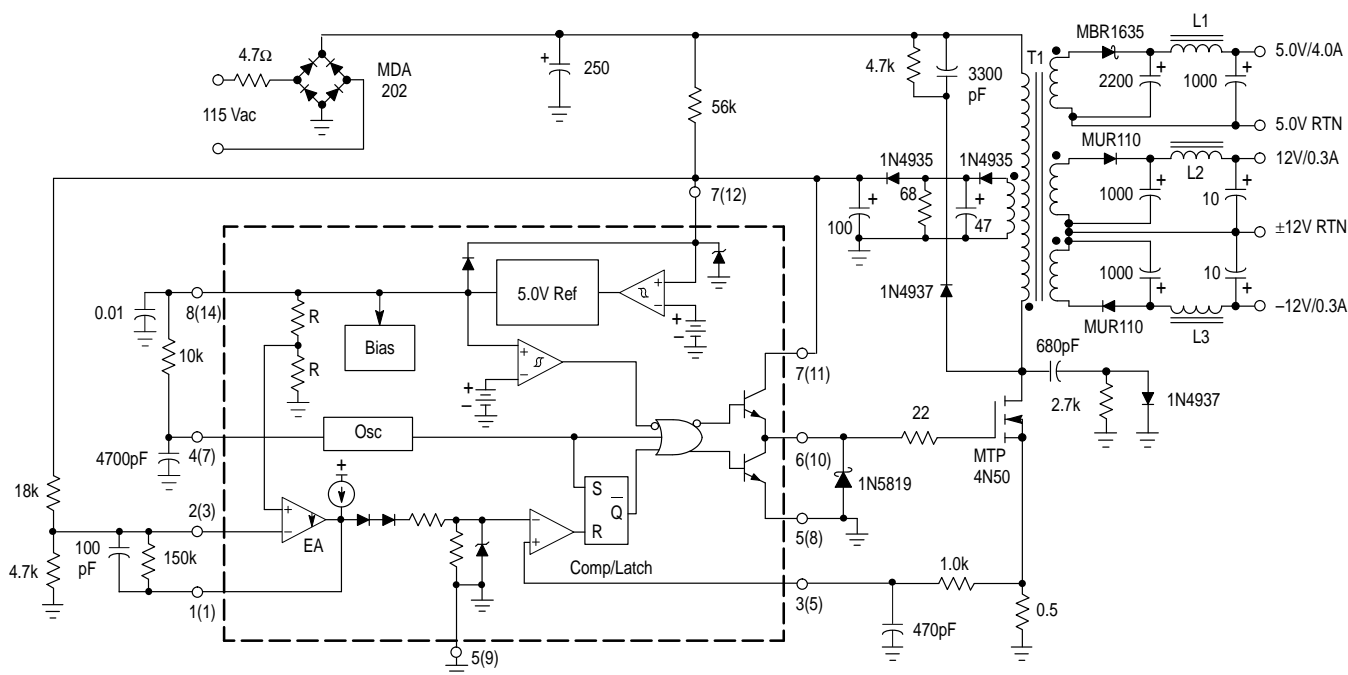 4.7Ω
MDA
202
115 Vac
+
250
56k
4.7k
3300
pF
T1
MBR1635
L1
5.0V/4.0A
+
2200
+
1000
5.0V RTN
MUR110
12V/0.3A
L2
+
1000
+
10
±12V RTN
+
1000
+
10
MUR110
L3
–12V/0.3A
1N4935
1N4935
68
+
100
+
47
7(12)
1N4937
680pF
2.7k
1N4937
0.01
8(14)
R
R
Bias
5.0V Ref
+
–
+
–
+
–
+
–
10k
7(11)
Osc
4(7)
4700pF
22
6(10)
MTP
4N50
1N5819
18k
2(3)
+
+
–
EA
S
Q
R
–
+
Comp/Latch
5(8)
100
pF
150k
4.7k
1(1)
1.0k
3(5)
0.5
470pF
5(9)